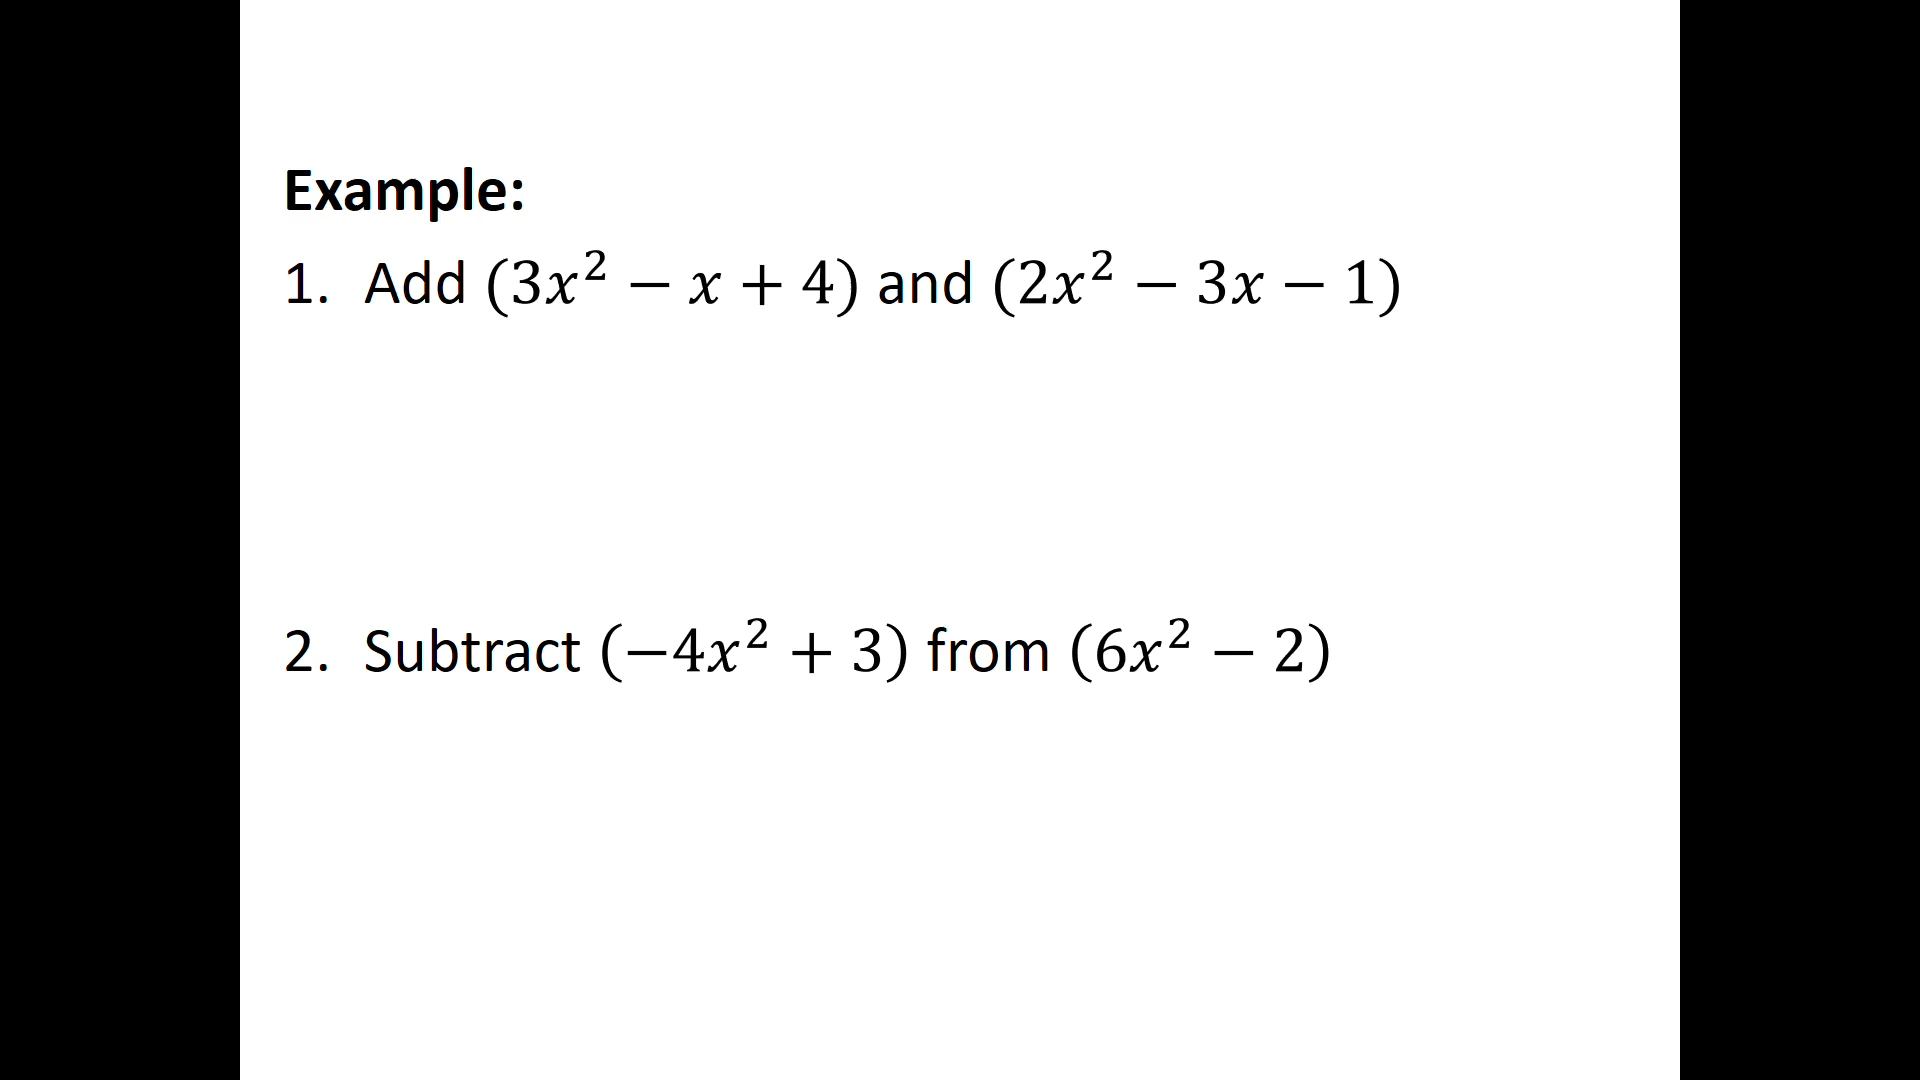 Example:
1. Add (3x² − x + 4) and (2x² − 3x − 1)
2. Subtract (−4x² + 3) from (6x² − 2)